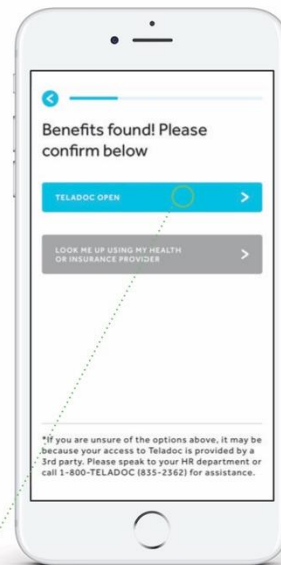 Benefits found! Please
confirm below
TELADOC OPEN
LOOK ME UP USING MY HEALTH
OR INSURANCE PROVIDER
*If you are unsure of the options above, it may be
because your access to Teladoc is provided by a
3rd party. Please speak to your HR department or
call 1-800-TELADOC (835-2362) for assistance.